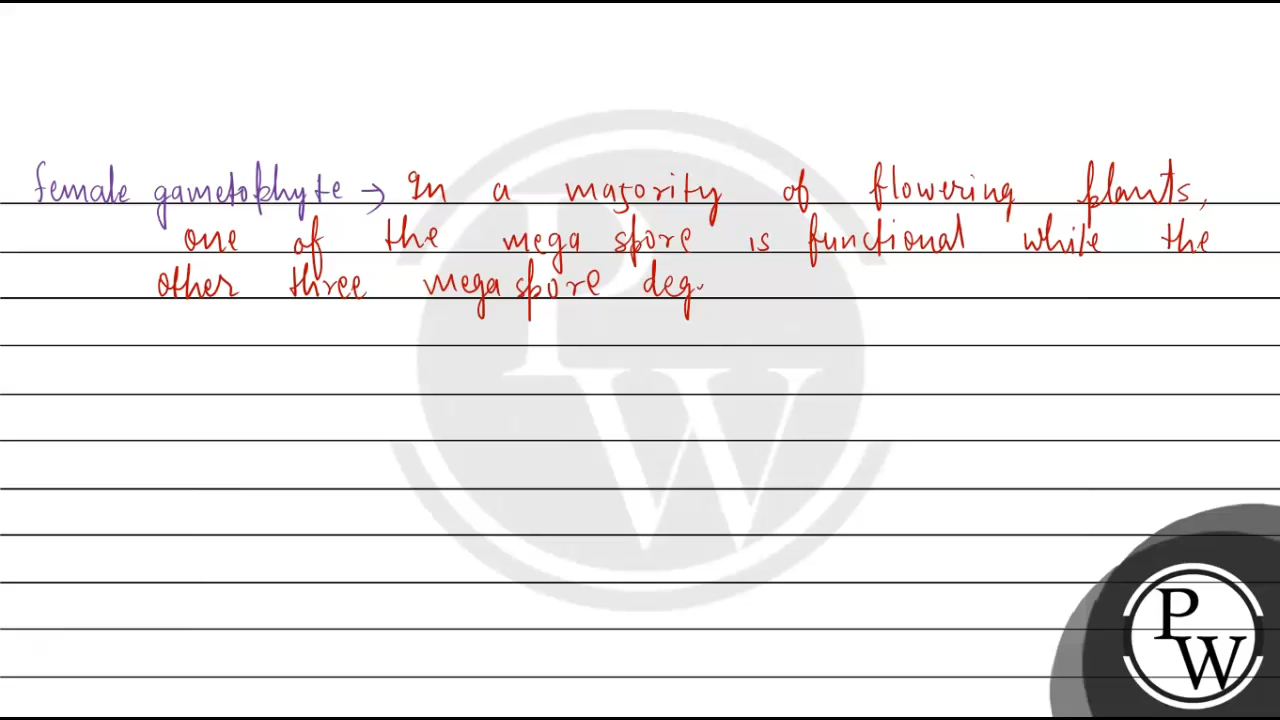 female gametophyte → In a majority of flowering plants,
one of the mega spore is functional while the
other three mega spore deg.
PW
PW